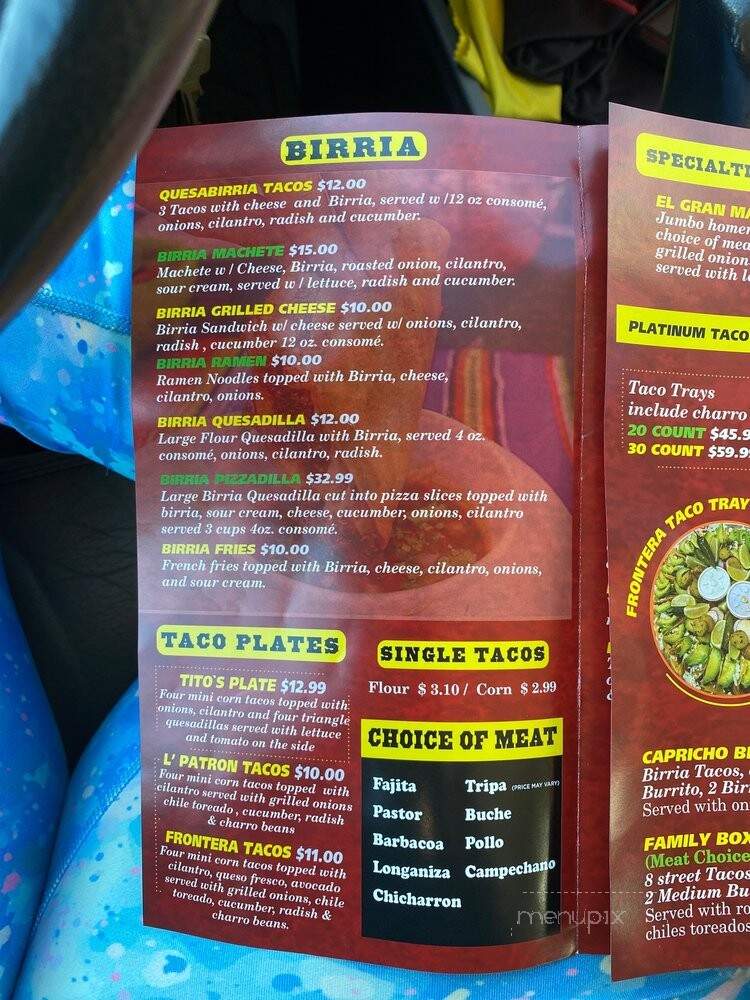 BIRRIA
QUESABIRRIA TACOS $12.00
3 Tacos with cheese and Birria, served w /12 oz consomé,
onions, cilantro, radish and cucumber.
BIRRIA MACHETE $15.00
Machete w / Cheese, Birria, roasted onion, cilantro,
sour cream, served w / lettuce, radish and cucumber.
BIRRIA GRILLED CHEESE $10.00
Birria Sandwich w/ cheese served w/ onions, cilantro,
radish , cucumber 12 oz. consomé.
BIRRIA RAMEN $10.00
Ramen Noodles topped with Birria, cheese,
cilantro, onions.
BIRRIA QUESADILLA $12.00
Large Flour Quesadilla with Birria, served 4 oz.
consomé, onions, cilantro, radish.
BIRRIA PIZZADILLA $32.99
Large Birria Quesadilla cut into pizza slices topped with
birria, sour cream, cheese, cucumber, onions, cilantro
served 3 cups 4oz. consomé.
BIRRIA FRIES $10.00
French fries topped with Birria, cheese, cilantro, onions,
and sour cream.
TACO PLATES
TITO'S PLATE $12.99
Four mini corn tacos topped with
onions, cilantro and four triangle
quesadillas served with lettuce
and tomato on the side
L' PATRON TACOS $10.00
Four mini corn tacos topped with
cilantro served with grilled onions
chile toreado , cucumber, radish
& charro beans
FRONTERA TACOS $11.00
Four mini corn tacos topped with
cilantro, queso fresco, avocado
served with grilled onions, chile
toreado, cucumber, radish &
charro beans.
SINGLE TACOS
Flour $ 3.10 / Corn $ 2.99
CHOICE OF MEAT
Fajita
Pastor
Barbacoa
Longaniza
Chicharron
Tripa (PRICE MAY VARY)
Buche
Pollo
Campechano
SPECIALTI
EL GRAN MA
Jumbo home
choice of mea
grilled onion
served with l
PLATINUM TACO
Taco Trays
include charro
20 COUNT $45.9
30 COUNT $59.9
FRONTERA TACO TRAY
CAPRICHO BI
Birria Tacos,
Burrito, 2 Bir
Served with on
FAMILY BOX
(Meat Choice
8 street Tacos
2 Medium Bu
Served with ro
chiles toreados
menupix